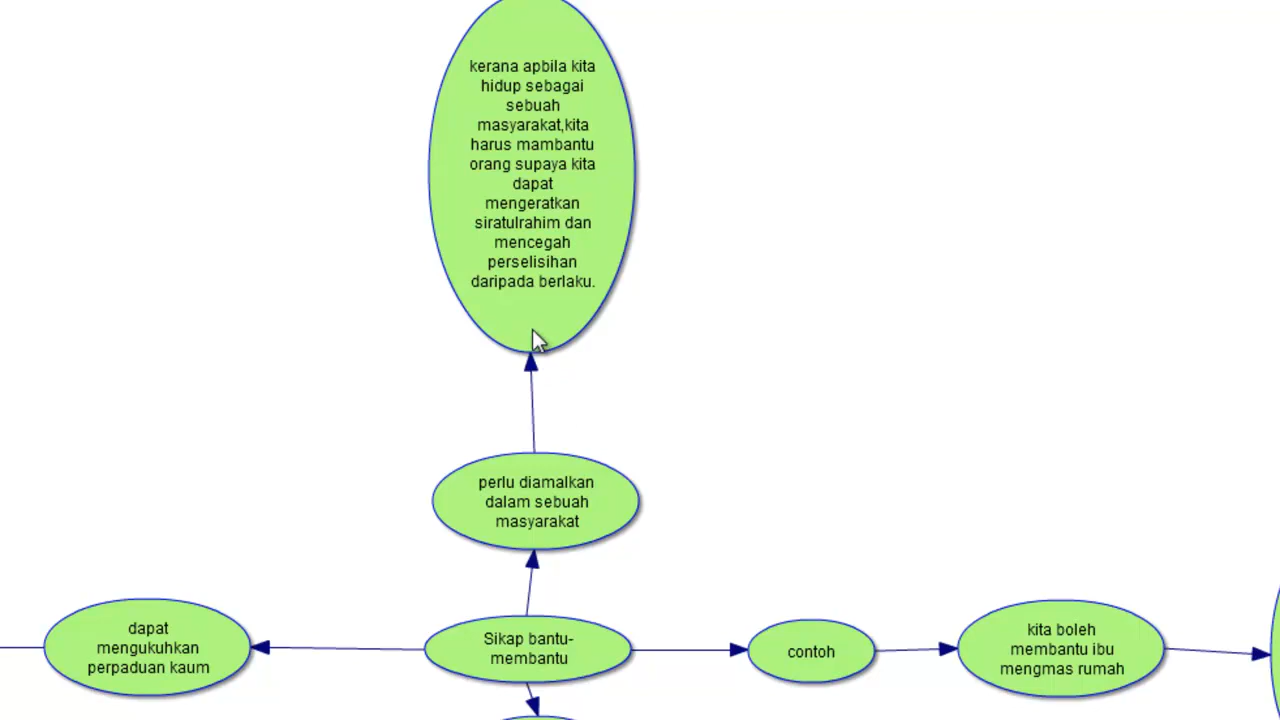 kerana apbila kita
hidup sebagai
sebuah
masyarakat,kita
harus mambantu
orang supaya kita
dapat
mengeratkan
siratulrahim dan
mencegah
perselisihan
daripada berlaku.
perlu diamalkan
dalam sebuah
masyarakat
dapat
mengukuhkan
perpaduan kaum
Sikap bantu-
membantu
contoh
kita boleh
membantu ibu
mengmas rumah